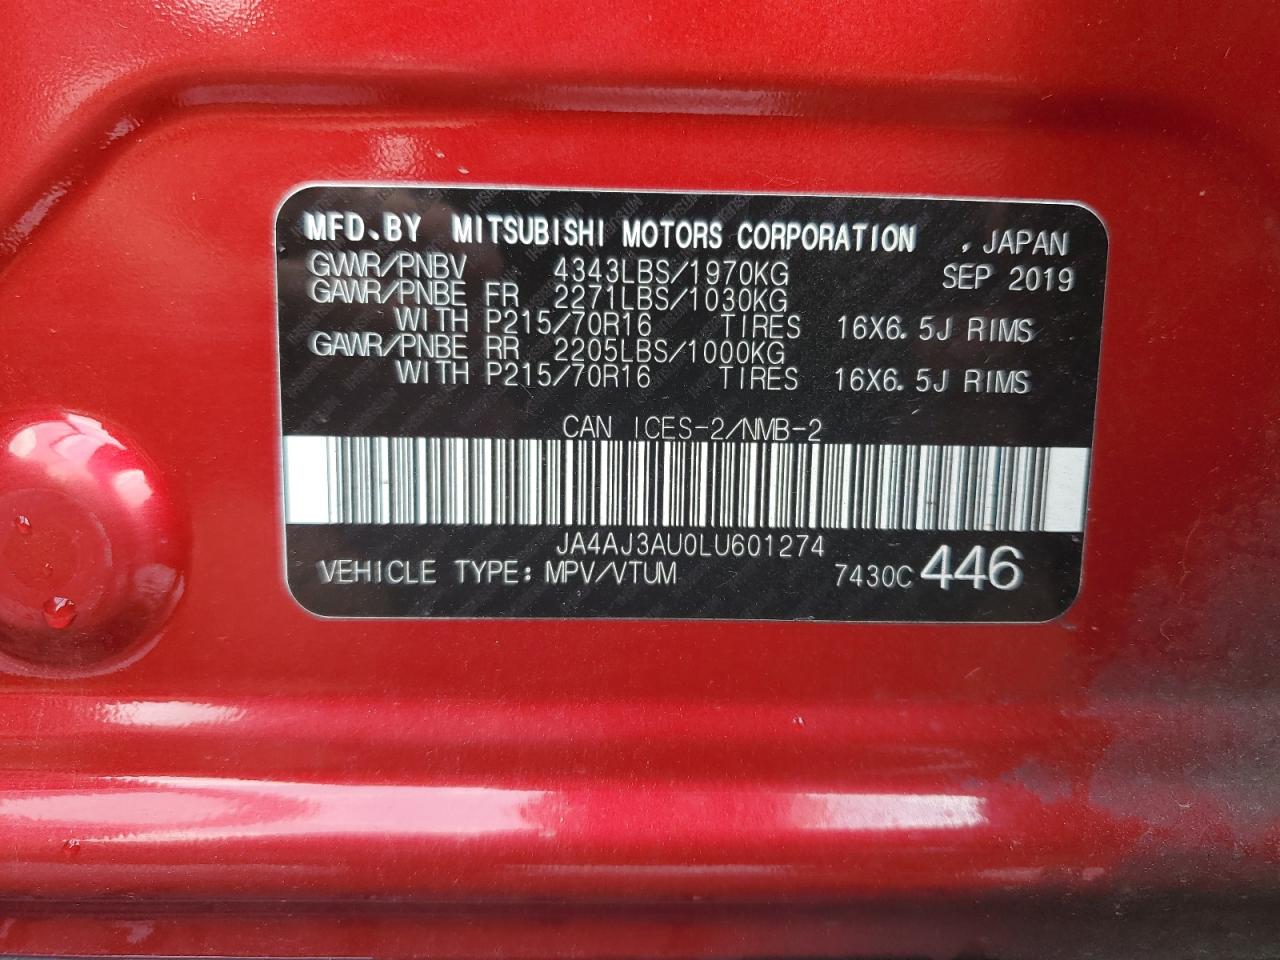 MFD.BY MITSUBISHI MOTORS CORPORATION , JAPAN
GVWR/PNBV 4343LBS/1970KG SEP 2019
GAWR/PNBE FR 2271LBS/1030KG
WITH P215/70R16 TIRES 16X6.5J RIMS
GAWR/PNBE RR 2205LBS/1000KG
WITH P215/70R16 TIRES 16X6.5J RIMS
CAN ICES-2/NMB-2
JA4AJ3AU0LU601274
VEHICLE TYPE: MPV/VTUM 7430C 446